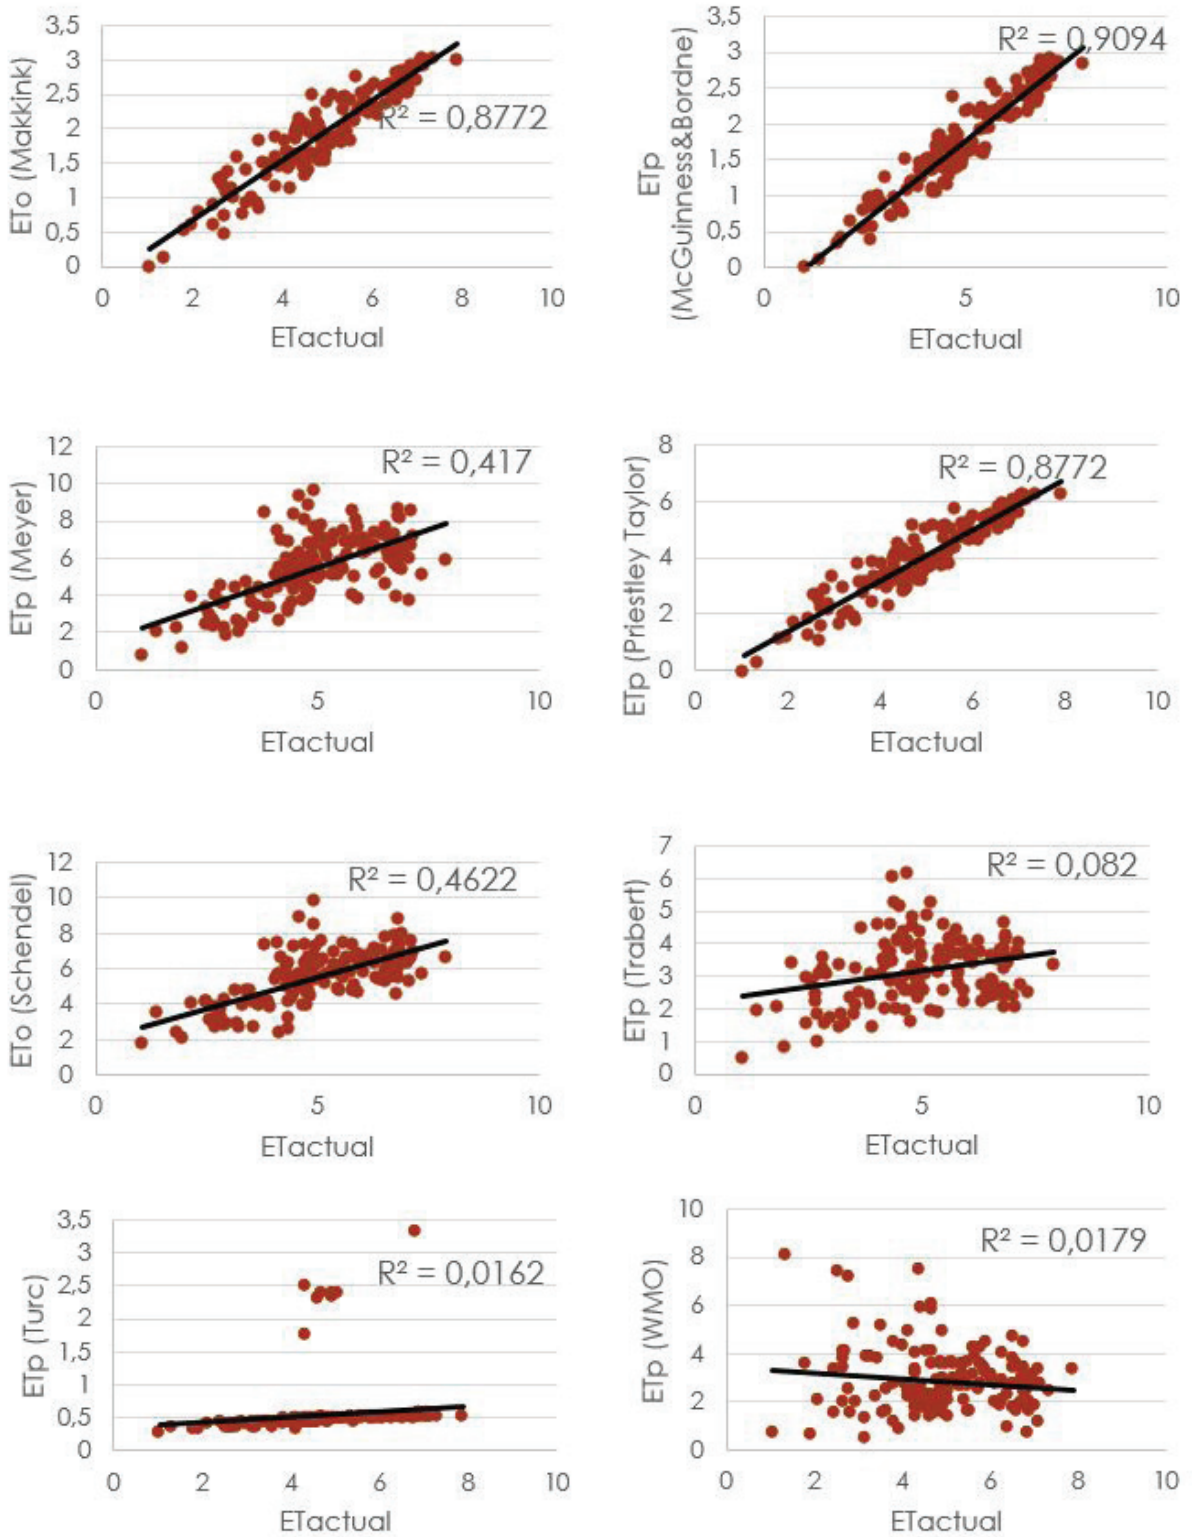 3,5
3
2,5
2
1,5
1
0,5
0
0 2 4 6 8 10
ETo (Makkink)
R² = 0,8772
ETactual
3,5
3
2,5
2
1,5
1
0,5
0
0 5 10
ETp
(McGuinness&Bordne)
R² = 0,9094
ETactual
12
10
8
6
4
2
0
0 5 10
ETp (Meyer)
R² = 0,417
ETactual
8
6
4
2
0
0 2 4 6 8 10
ETp (Priestley Taylor)
R² = 0,8772
ETactual
12
10
8
6
4
2
0
0 5 10
ETo (Schendel)
R² = 0,4622
ETactual
7
6
5
4
3
2
1
0
0 5 10
ETp (Trabert)
R² = 0,082
ETactual
3,5
3
2,5
2
1,5
1
0,5
0
0 2 4 6 8 10
ETp (Turc)
R² = 0,0162
ETactual
10
8
6
4
2
0
0 2 4 6 8 10
ETp (WMO)
R² = 0,0179
ETactual